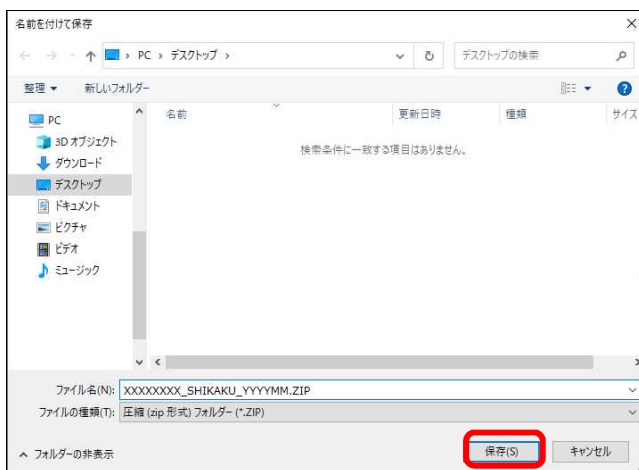 名前を付けて保存
PC › デスクトップ ›
デスクトップの検索
整理 新しいフォルダー
名前 更新日時 種類 サイズ
検索条件に一致する項目はありません。
PC
3D オブジェクト
ダウンロード
デスクトップ
ドキュメント
ピクチャ
ビデオ
ミュージック
ファイル名(N): XXXXXXXX_SHIKAKU_YYYYMM.ZIP
ファイルの種類(T): 圧縮 (zip 形式) フォルダー (*.ZIP)
フォルダーの非表示 保存(S) キャンセル